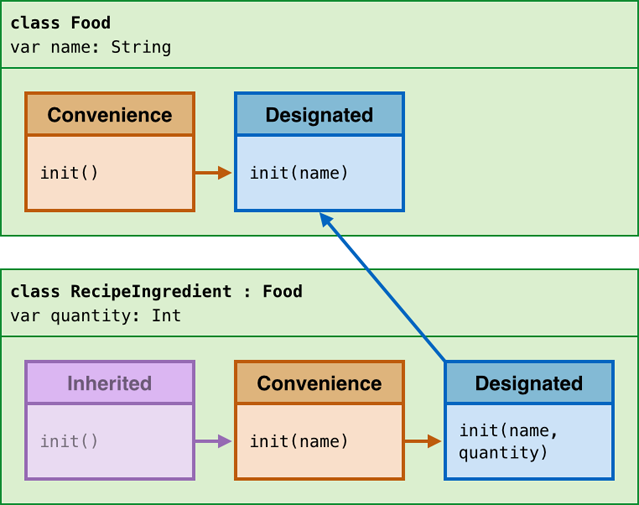 class Food
var name: String
Convenience
Designated
init()
init(name)
class RecipeIngredient : Food
var quantity: Int
Inherited
Convenience
Designated
init()
init(name)
init(name,
quantity)